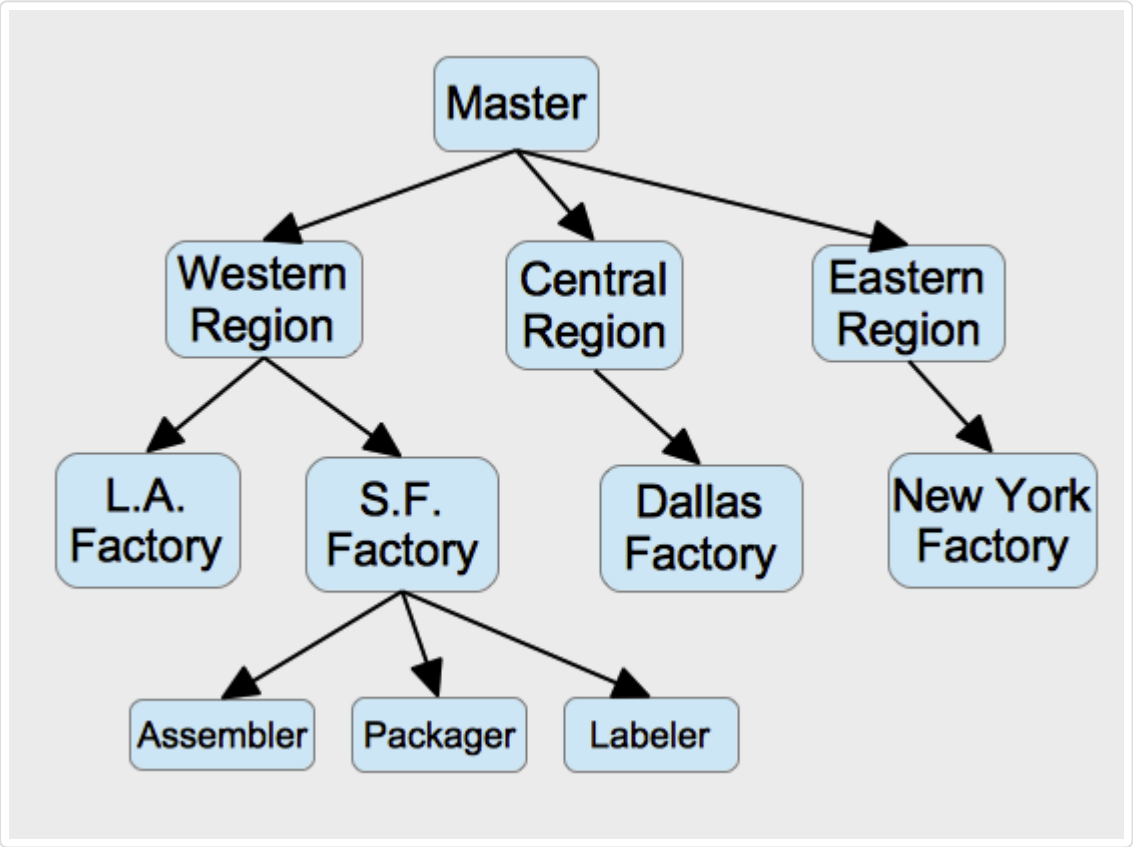 Master
Western
Region
Central
Region
Eastern
Region
L.A.
Factory
S.F.
Factory
Dallas
Factory
New York
Factory
Assembler
Packager
Labeler